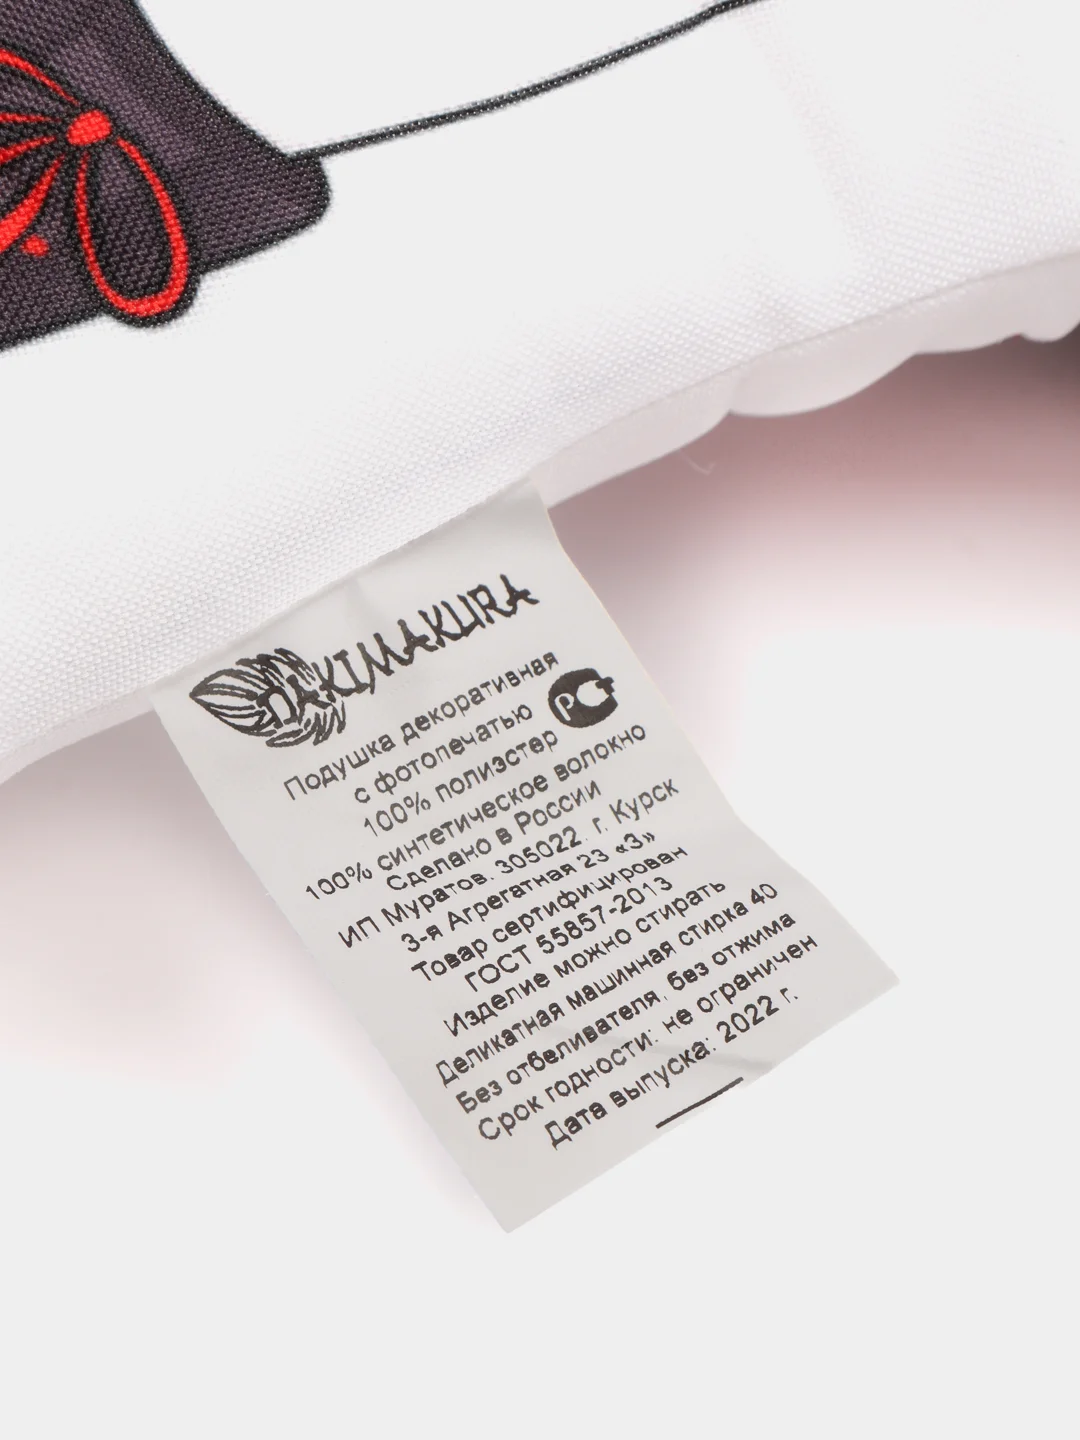 DAKIMAKURA
Подушка декоративная
с фотопечатью
РСТ
100% полиэстер
100% синтетическое волокно
Сделано в России
ИП Муратов. 305022. г. Курск
3-я Агрегатная 23 «З»
Товар сертифицирован
ГОСТ 55857-2013
Изделие можно стирать
Деликатная машинная стирка 40
Без отбеливателя, без отжима
Срок годности: не ограничен
Дата выпуска: 2022 г.